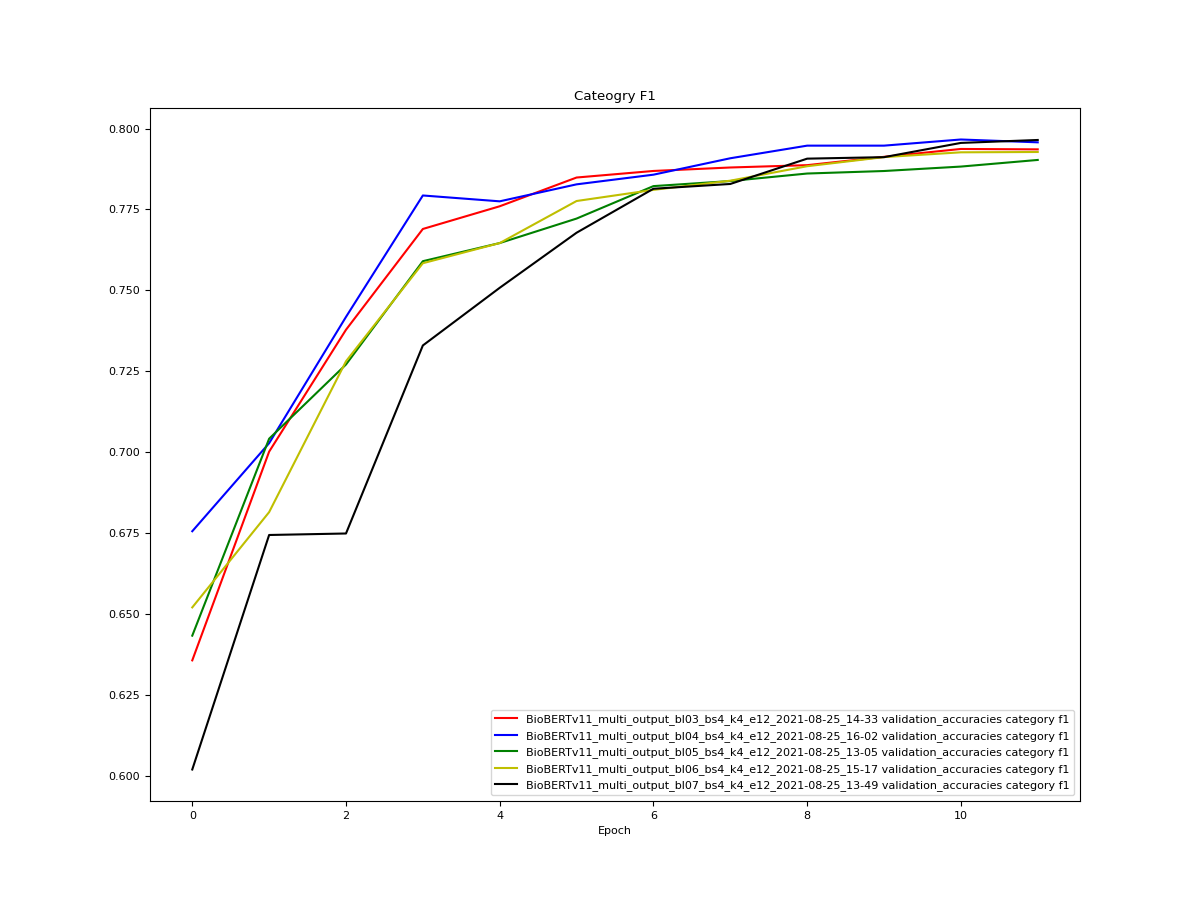 Cateogry F1
0.800
0.775
0.750
0.725
0.700
0.675
0.650
0.625
0.600
BioBERTv11_multi_output_bl03_bs4_k4_e12_2021-08-25_14-33 validation_accuracies category f1
BioBERTv11_multi_output_bl04_bs4_k4_e12_2021-08-25_16-02 validation_accuracies category f1
BioBERTv11_multi_output_bl05_bs4_k4_e12_2021-08-25_13-05 validation_accuracies category f1
BioBERTv11_multi_output_bl06_bs4_k4_e12_2021-08-25_15-17 validation_accuracies category f1
BioBERTv11_multi_output_bl07_bs4_k4_e12_2021-08-25_13-49 validation_accuracies category f1
0 2 4 6 8 10
Epoch